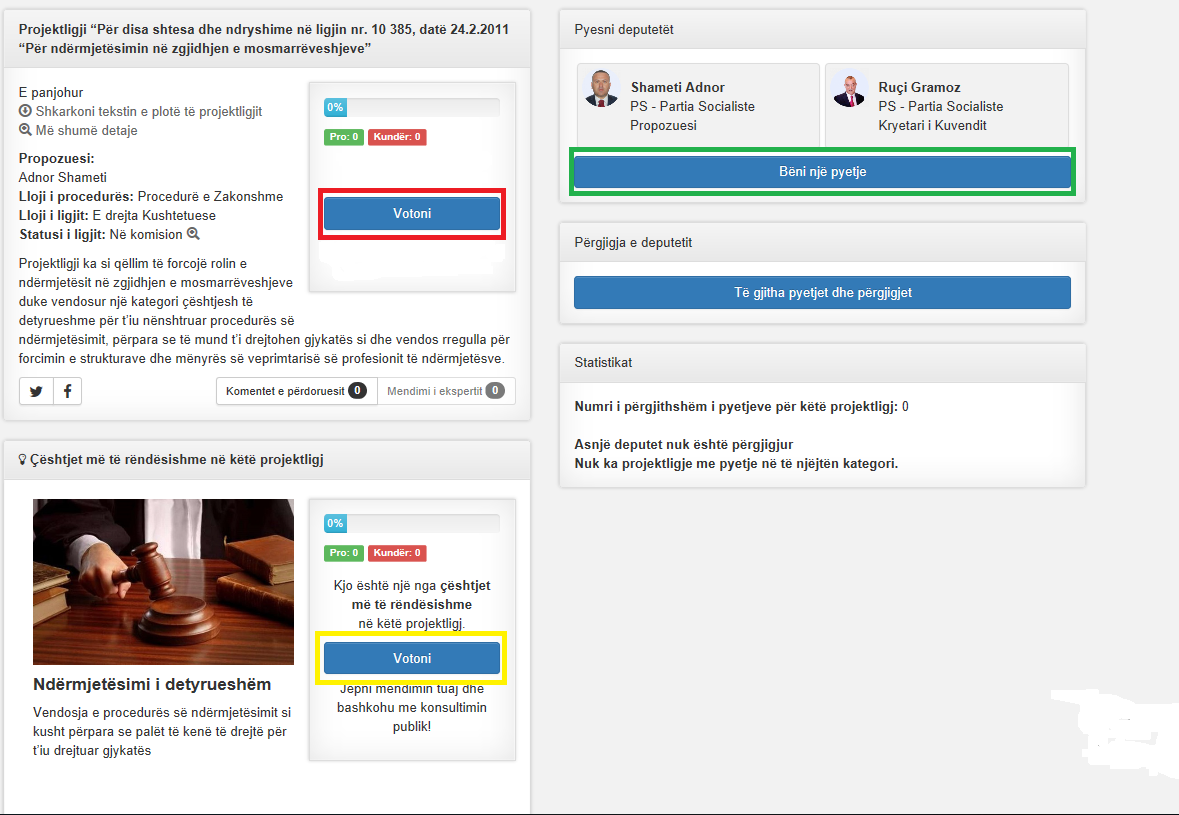 Projektligji “Për disa shtesa dhe ndryshime në ligjin nr. 10 385, datë 24.2.2011
“Për ndërmjetësimin në zgjidhjen e mosmarrëveshjeve”
E panjohur
Shkarkoni tekstin e plotë të projektligjit
Më shumë detaje
Propozuesi:
Adnor Shameti
Lloji i procedurës: Procedurë e Zakonshme
Lloji i ligjit: E drejta Kushtetuese
Statusi i ligjit: Në komision
0%
Pro: 0 Kundër: 0
Votoni
Projektligji ka si qëllim të forcojë rolin e
ndërmjetësit në zgjidhjen e mosmarrëveshjeve
duke vendosur një kategori çështjesh të
detyrueshme për t’iu nënshtruar procedurës së
ndërmjetësimit, përpara se të mund t’i drejtohen gjykatës si dhe vendos rregulla për
forcimin e strukturave dhe mënyrës së veprimtarisë së profesionit të ndërmjetësve.
Komentet e përdoruesit 0 Mendimi i ekspertit 0
Çështjet më të rëndësishme në këtë projektligj
0%
Pro: 0 Kundër: 0
Kjo është një nga çështjet
më të rëndësishme
në këtë projektligj.
Votoni
Jepni mendimin tuaj dhe
bashkohu me konsultimin
publik!
Ndërmjetësimi i detyrueshëm
Vendosja e procedurës së ndërmjetësimit si
kusht përpara se palët të kenë të drejtë për
t’iu drejtuar gjykatës
Pyesni deputetët
Shameti Adnor
PS - Partia Socialiste
Propozuesi
Ruçi Gramoz
PS - Partia Socialiste
Kryetari i Kuvendit
Bëni një pyetje
Përgjigja e deputetit
Të gjitha pyetjet dhe përgjigjet
Statistikat
Numri i përgjithshëm i pyetjeve për këtë projektligj: 0
Asnjë deputet nuk është përgjigjur
Nuk ka projektligje me pyetje në të njëjtën kategori.